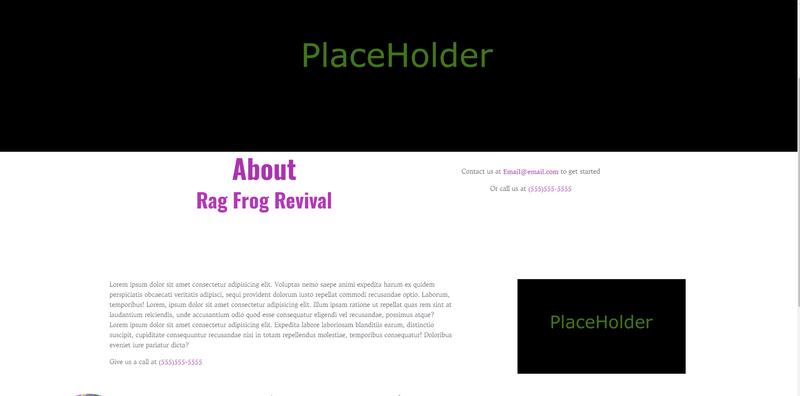 PlaceHolder
About
Rag Frog Revival
Contact us at Email@email.com to get started
Or call us at (555)555-5555
Lorem ipsum dolor sit amet consectetur adipisicing elit. Voluptas nemo saepe animi expedita harum ex quidem
perspiciatis obcaecati veritatis adipisci, sequi provident dolorum iusto repellat commodi recusandae optio. Laborum,
temporibus! Lorem, ipsum dolor sit amet consectetur adipisicing elit. Illum ipsam ratione ut repellat quas rem sint at
laudantium reiciendis, unde accusantium odio quod esse consequatur eligendi vel recusandae, possimus atque?
Lorem ipsum dolor sit amet consectetur adipisicing elit. Expedita labore laboriosam blanditiis earum, distinctio
suscipit, cupiditate consequuntur recusandae nisi in totam repellendus molestiae, temporibus consequatur! Doloribus
eveniet iure pariatur dicta?
Give us a call at (555)555-5555
PlaceHolder